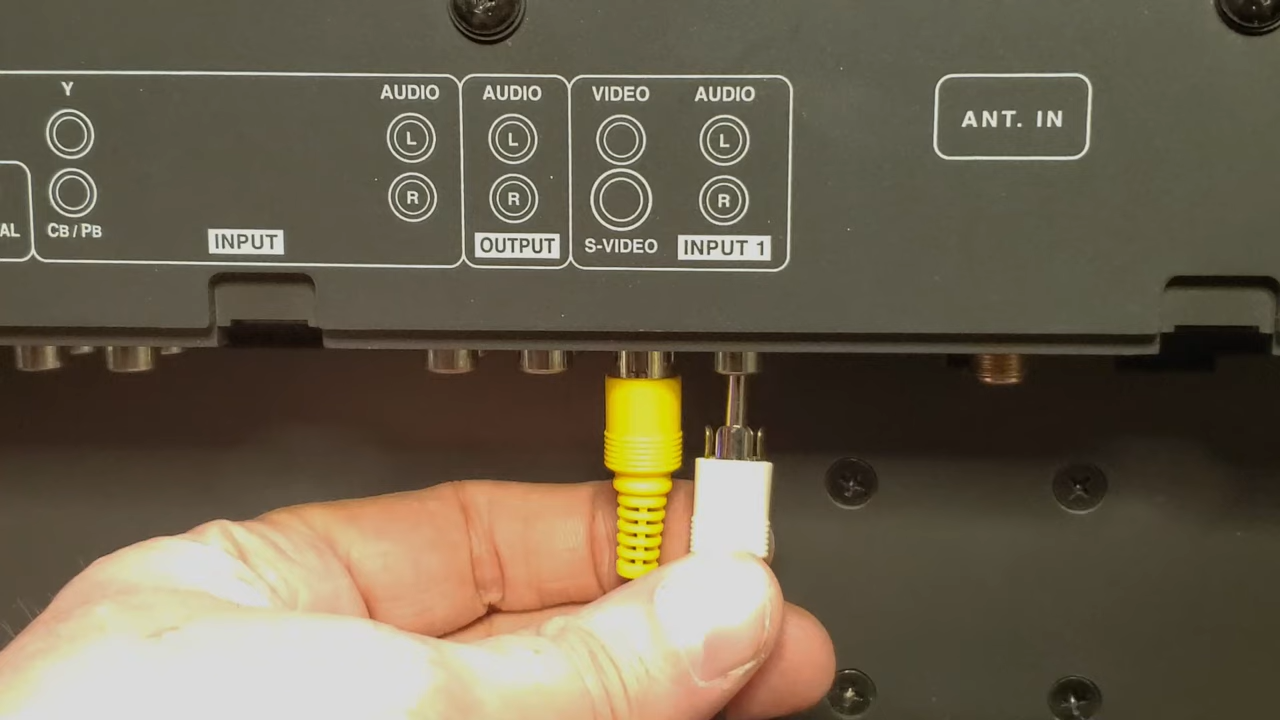 Y
AUDIO
L
R
CB / PB
INPUT
AUDIO
L
R
OUTPUT
VIDEO
AUDIO
L
R
S-VIDEO
INPUT 1
ANT. IN
AL